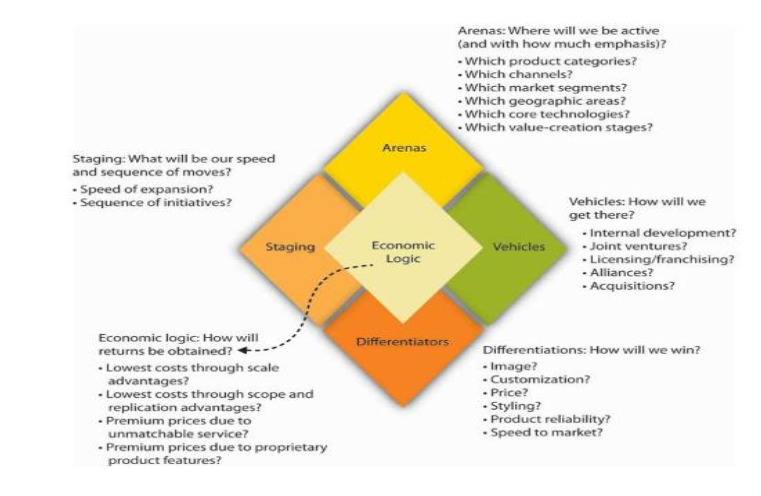 Arenas: Where will we be active
(and with how much emphasis)?
• Which product categories?
• Which channels?
• Which market segments?
• Which geographic areas?
• Which core technologies?
• Which value-creation stages?
Arenas
Staging: What will be our speed
and sequence of moves?
• Speed of expansion?
• Sequence of initiatives?
Vehicles: How will we
get there?
• Internal development?
• Joint ventures?
• Licensing/franchising?
• Alliances?
• Acquisitions?
Staging
Economic
Logic
Vehicles
Differentiators
Economic logic: How will
returns be obtained?
• Lowest costs through scale
advantages?
• Lowest costs through scope and
replication advantages?
• Premium prices due to
unmatchable service?
• Premium prices due to proprietary
product features?
Differentiations: How will we win?
• Image?
• Customization?
• Price?
• Styling?
• Product reliability?
• Speed to market?